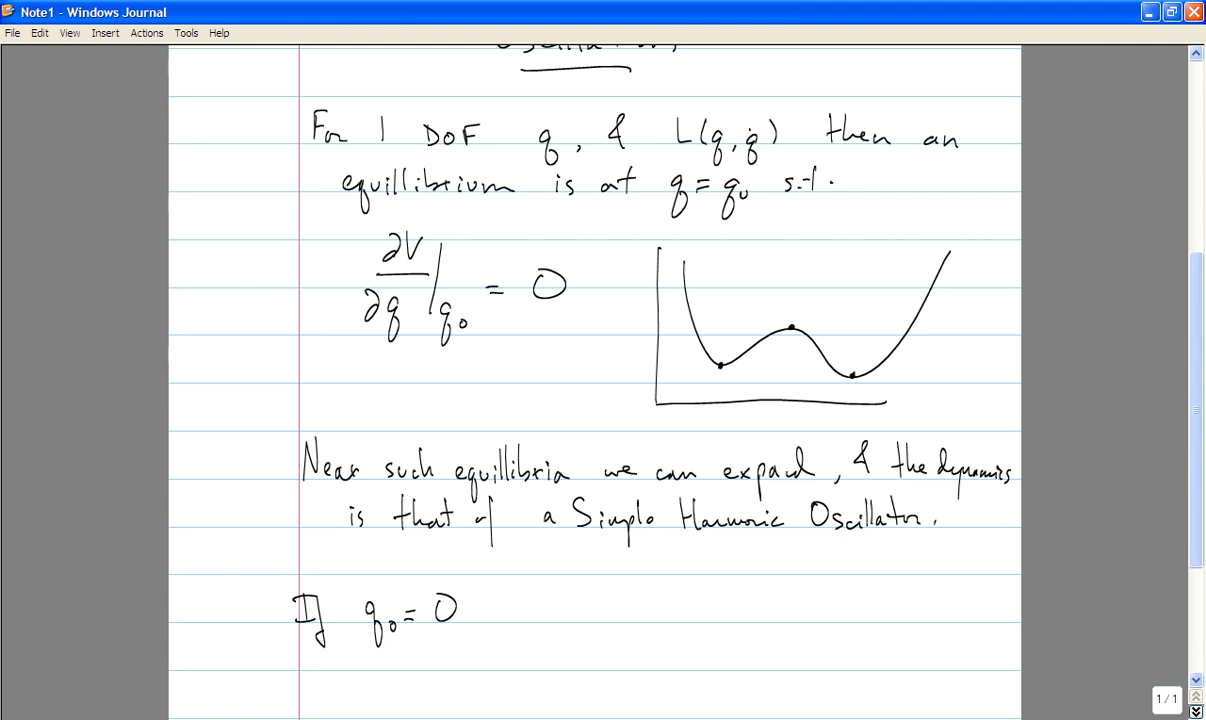 Note1 - Windows Journal
File Edit View Insert Actions Tools Help
For 1 DoF q, & L(q, q̇) then an
equillibrium is at q = q₀ s.t.
∂V/∂q|q₀ = 0
Near such equillibria we can expand, & the dynamics
is that of a Simple Harmonic Oscillator.
If q₀ = 0
1 / 1